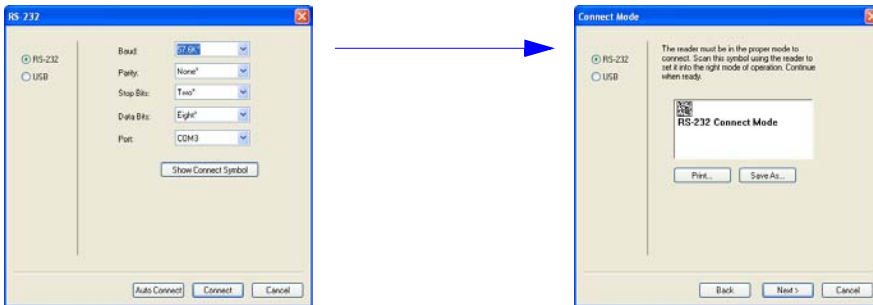 RS-232
RS-232
USB
Baud:
57.6K*
Parity:
None*
Stop Bits:
Two*
Data Bits:
Eight*
Port:
COM3
Show Connect Symbol
Auto Connect
Connect
Cancel
Connect Mode
RS-232
USB
The reader must be in the proper mode to
connect. Scan this symbol using the reader to
set it into the right mode of operation. Continue
when ready.
RS-232 Connect Mode
Print...
Save As...
Back
Next >
Cancel